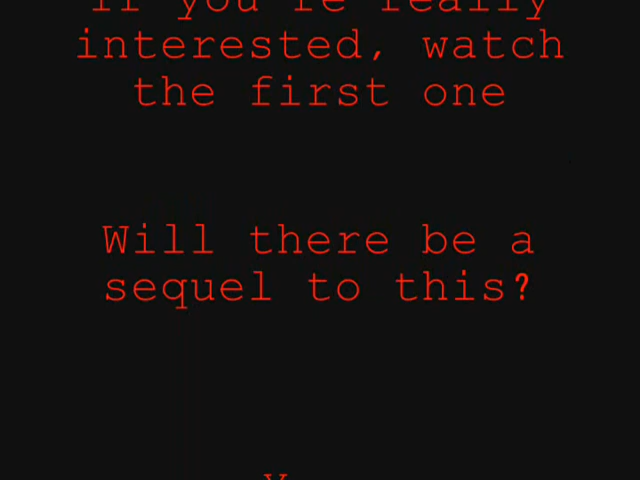 If you're really
interested, watch
the first one
Will there be a
sequel to this?